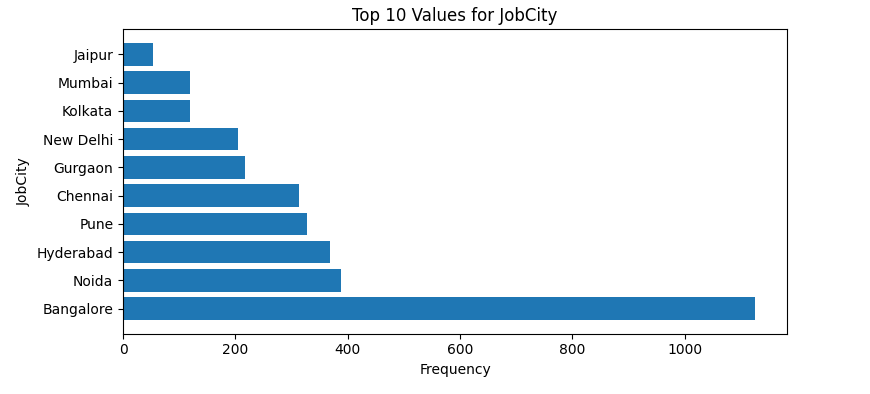 Top 10 Values for JobCity
JobCity
Jaipur
Mumbai
Kolkata
New Delhi
Gurgaon
Chennai
Pune
Hyderabad
Noida
Bangalore
0 200 400 600 800 1000
Frequency